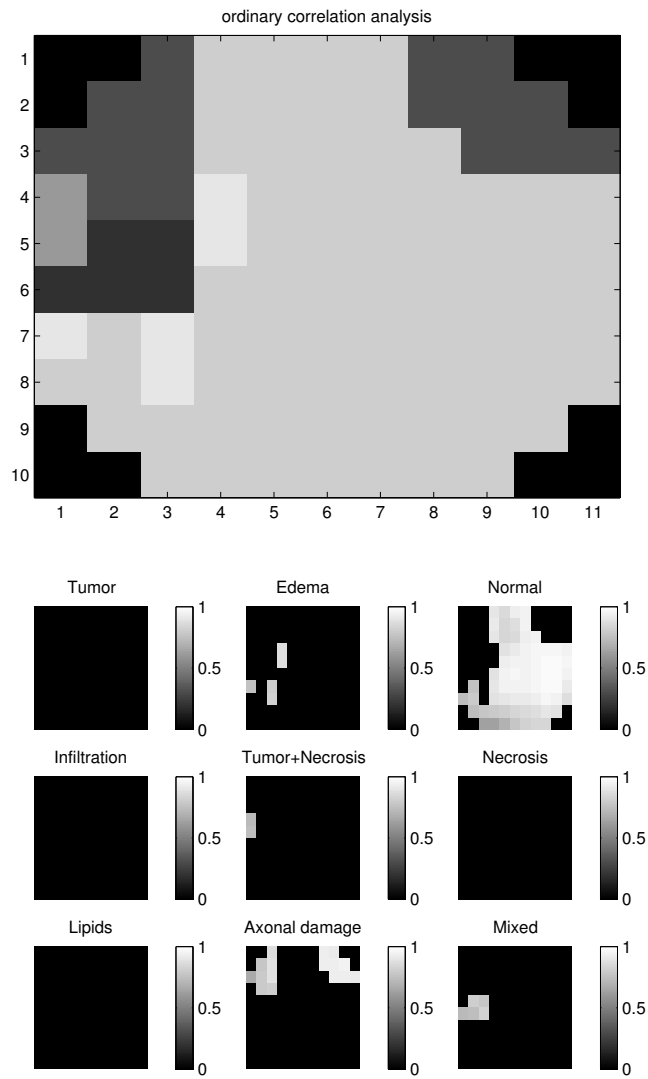 ordinary correlation analysis
1
2
3
4
5
6
7
8
9
10
1 2 3 4 5 6 7 8 9 10 11
Tumor Edema Normal
1 1 1
0.5 0.5 0.5
0 0 0
Infiltration Tumor+Necrosis Necrosis
1 1 1
0.5 0.5 0.5
0 0 0
Lipids Axonal damage Mixed
1 1 1
0.5 0.5 0.5
0 0 0